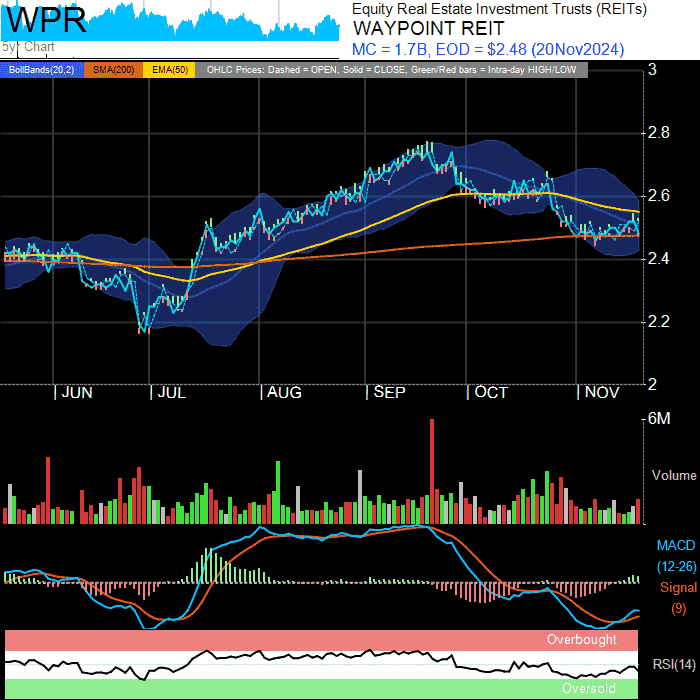 WPR
5yr Chart
Equity Real Estate Investment Trusts (REITs)
WAYPOINT REIT
MC = 1.7B, EOD = $2.48 (20Nov2024)
BollBands(20,2) SMA(200) EMA(50) OHLC Prices: Dashed = OPEN, Solid = CLOSE, Green/Red bars = Intra-day HIGH/LOW
3
2.8
2.6
2.4
2.2
2
JUN JUL AUG SEP OCT NOV
6M
Volume
MACD
(12-26)
Signal
(9)
Overbought
RSI(14)
Oversold